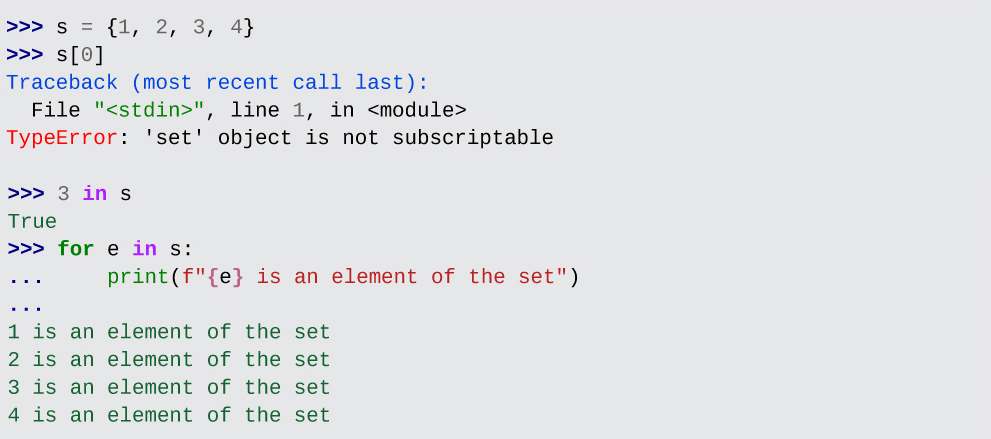 >>> s = {1, 2, 3, 4}
>>> s[0]
Traceback (most recent call last):
  File "<stdin>", line 1, in <module>
TypeError: 'set' object is not subscriptable

>>> 3 in s
True
>>> for e in s:
...     print(f"{e} is an element of the set")
...
1 is an element of the set
2 is an element of the set
3 is an element of the set
4 is an element of the set